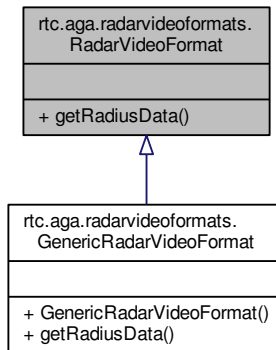 rtc.aga.radarvideoformats.
RadarVideoFormat
+ getRadiusData()
rtc.aga.radarvideoformats.
GenericRadarVideoFormat
+ GenericRadarVideoFormat()
+ getRadiusData()